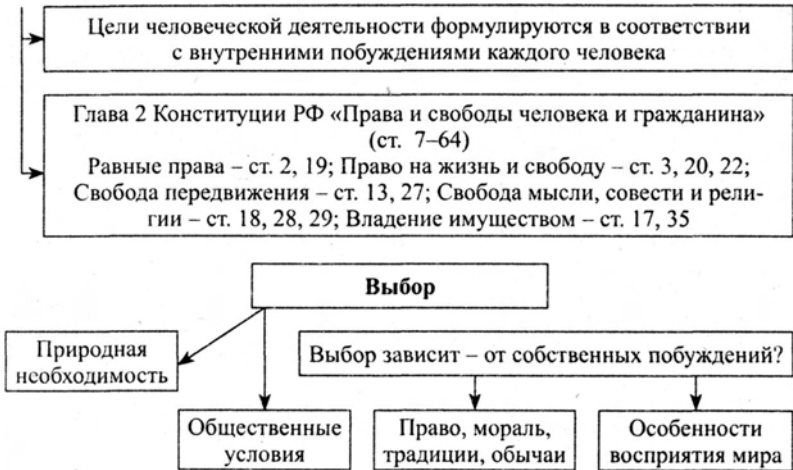 Цели человеческой деятельности формулируются в соответствии
с внутренними побуждениями каждого человека
Глава 2 Конституции РФ «Права и свободы человека и гражданина»
(ст. 7–64)
Равные права – ст. 2, 19; Право на жизнь и свободу – ст. 3, 20, 22;
Свобода передвижения – ст. 13, 27; Свобода мысли, совести и рели-
гии – ст. 18, 28, 29; Владение имуществом – ст. 17, 35
Выбор
Природная
необходимость
Выбор зависит – от собственных побуждений?
Общественные
условия
Право, мораль,
традиции, обычаи
Особенности
восприятия мира